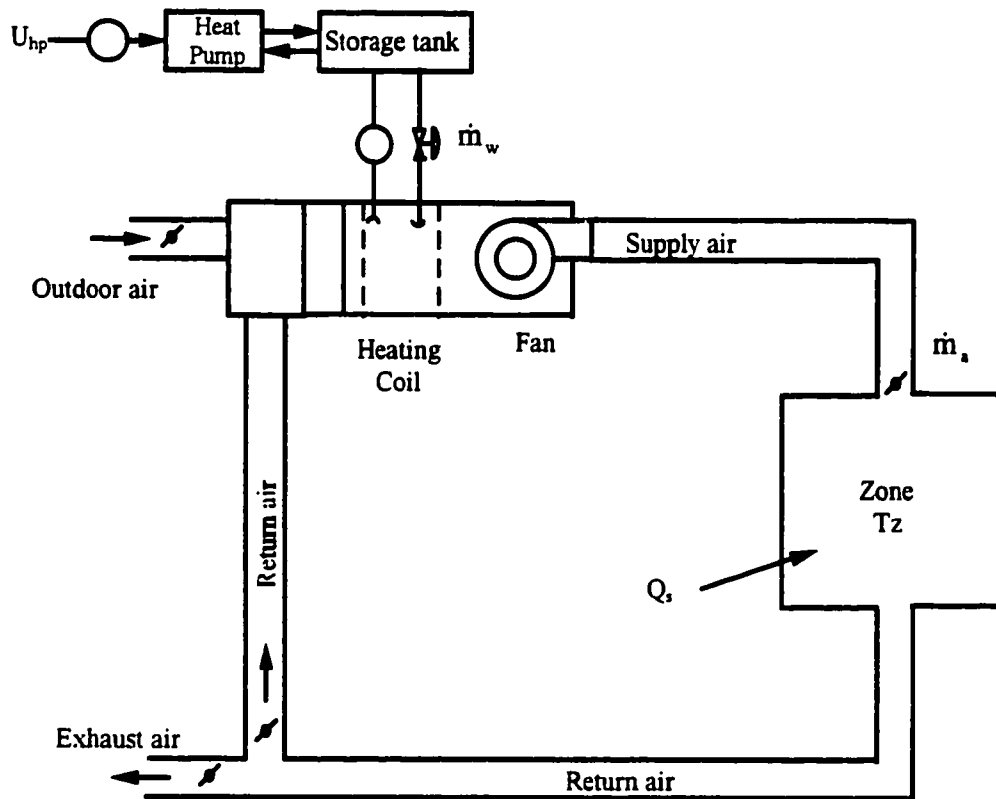 U_hp
Heat
Pump
Storage tank
ṁ_w
Outdoor air
Supply air
Heating
Coil
Fan
ṁ_a
Return air
Zone
Tz
Q_s
Exhaust air
Return air